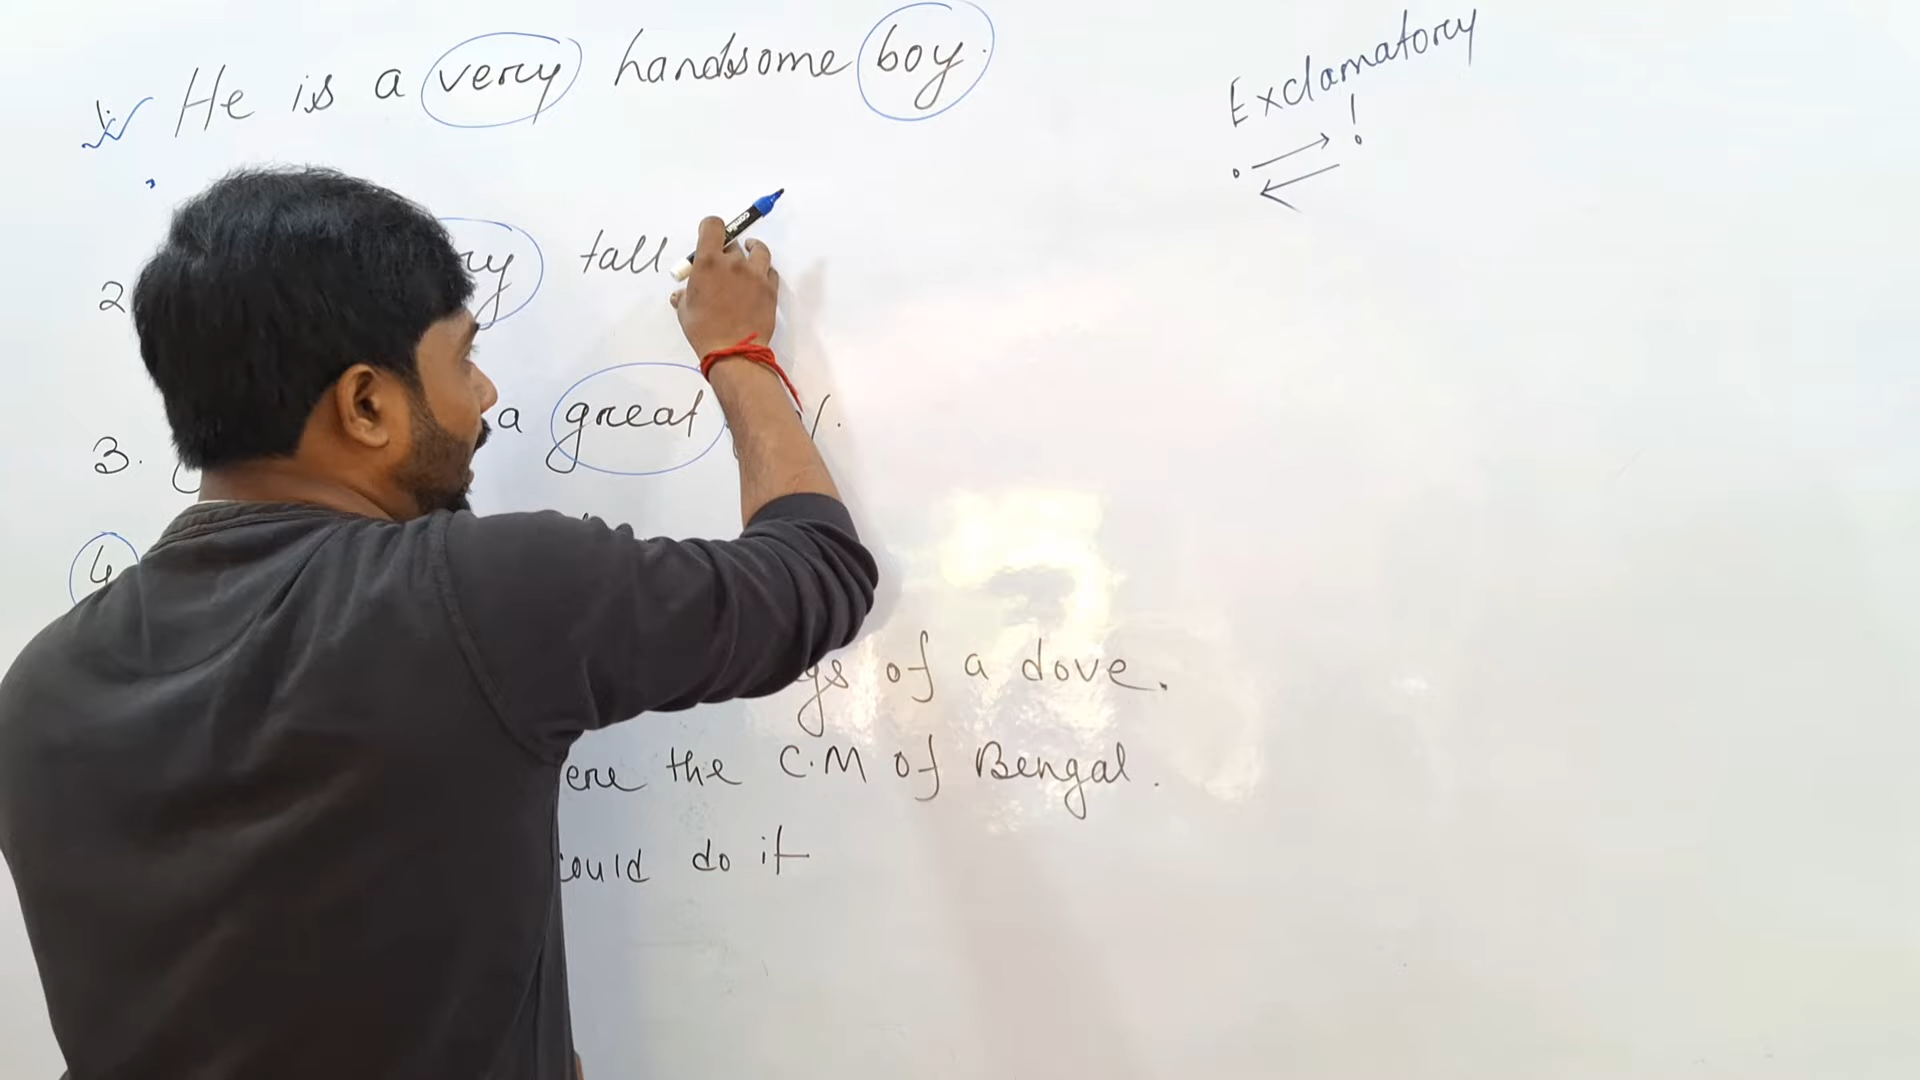 1. He is a very handsome boy.
Exclamatory
. !
2 tall
3. a great
4
of a dove.
the C.M of Bengal.
could do it